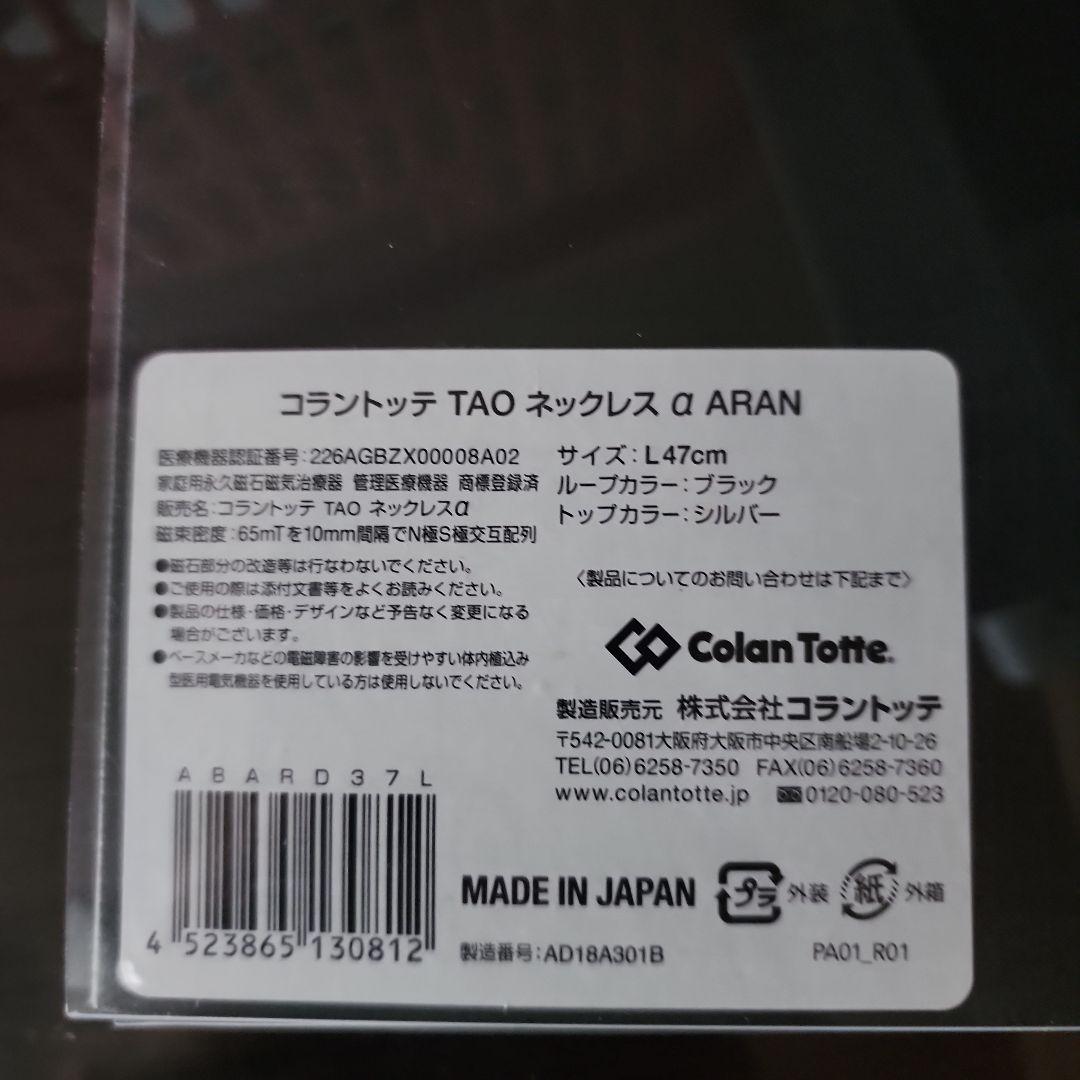 コラントッテ TAO ネックレス α ARAN
医療機器認証番号:226AGBZX00008A02
家庭用永久磁石磁気治療器 管理医療機器 商標登録済
販売名:コラントッテ TAO ネックレスα
磁束密度:65mTを10mm間隔でN極S極交互配列
●磁石部分の改造等は行なわないでください。
●ご使用の際は添付文書等をよくお読みください。
●製品の仕様・価格・デザインなど予告なく変更になる
場合がございます。
●ペースメーカなどの電磁障害の影響を受けやすい体内植込み
型医用電気機器を使用している方は使用しないでください。
サイズ:L47cm
ループカラー:ブラック
トップカラー:シルバー
〈製品についてのお問い合わせは下記まで〉
Colan Totte.
製造販売元 株式会社コラントッテ
〒542-0081大阪府大阪市中央区南船場2-10-26
TEL(06)6258-7350 FAX(06)6258-7360
www.colantotte.jp 0120-080-523
ABARD37L
4 523865 130812
MADE IN JAPAN
プラ 外装 紙 外箱
製造番号:AD18A301B
PA01_R01